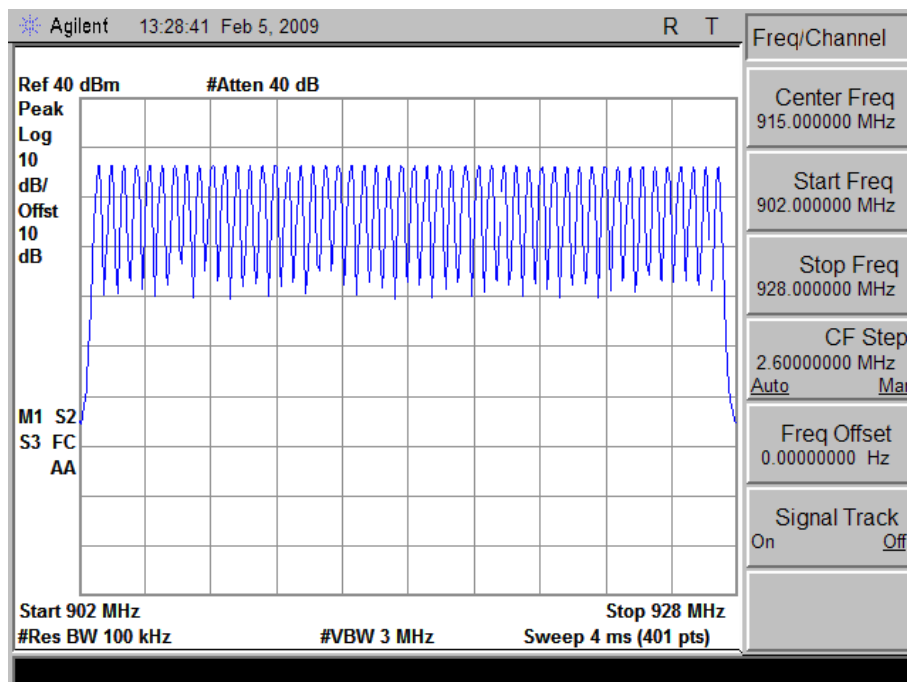 Agilent 13:28:41 Feb 5, 2009 R T
Freq/Channel
Ref 40 dBm #Atten 40 dB
Peak
Log
10
dB/
Offst
10
dB
M1 S2
S3 FC
AA
Start 902 MHz Stop 928 MHz
#Res BW 100 kHz #VBW 3 MHz Sweep 4 ms (401 pts)
Center Freq
915.000000 MHz
Start Freq
902.000000 MHz
Stop Freq
928.000000 MHz
CF Step
2.60000000 MHz
Auto Man
Freq Offset
0.00000000 Hz
Signal Track
On Off